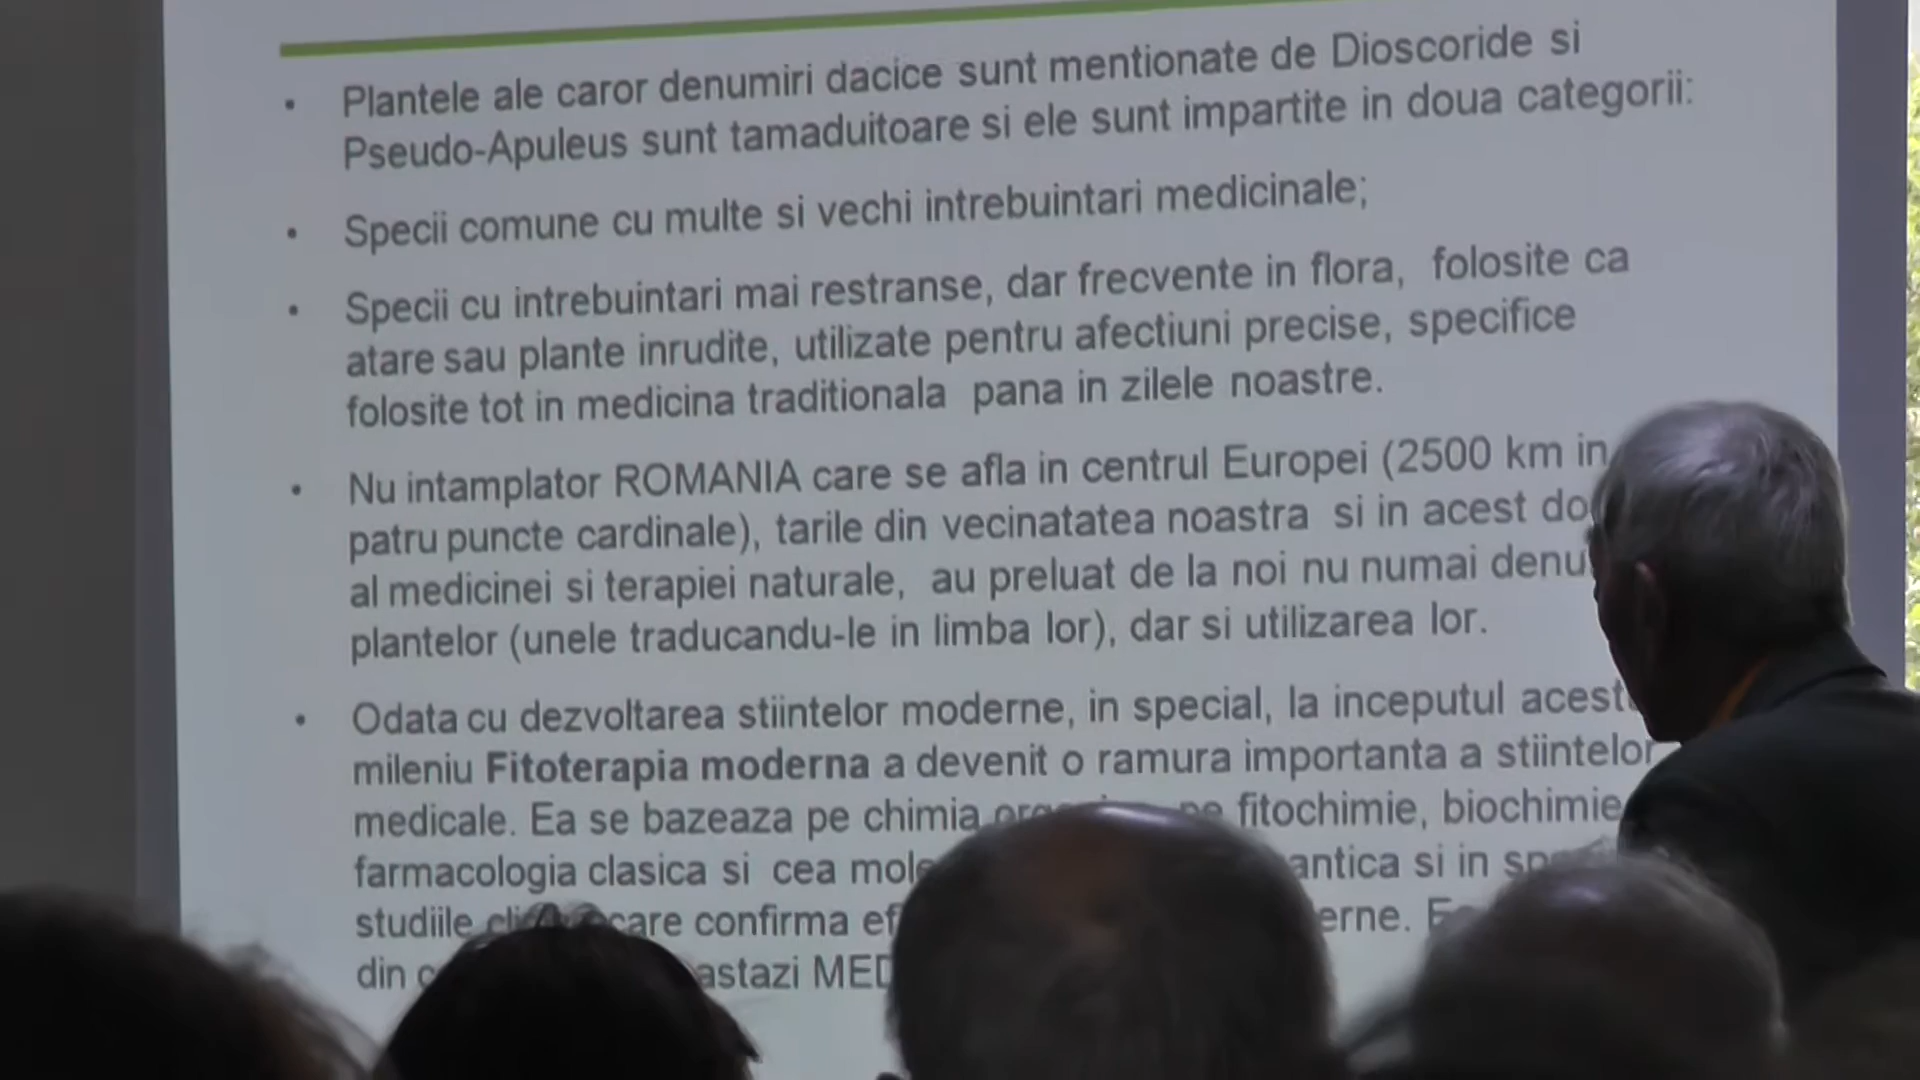 Plantele ale caror denumiri dacice sunt mentionate de Dioscoride si
Pseudo-Apuleus sunt tamaduitoare si ele sunt impartite in doua categorii:
Specii comune cu multe si vechi intrebuintari medicinale;
Specii cu intrebuintari mai restranse, dar frecvente in flora, folosite ca
atare sau plante inrudite, utilizate pentru afectiuni precise, specifice
folosite tot in medicina traditionala pana in zilele noastre.
Nu intamplator ROMANIA care se afla in centrul Europei (2500 km in
patru puncte cardinale), tarile din vecinatatea noastra si in acest
al medicinei si terapiei naturale, au preluat de la noi nu numai
plantelor (unele traducandu-le in limba lor), dar si utilizarea lor.
Odata cu dezvoltarea stiintelor moderne, in special, la inceputul
mileniu Fitoterapia moderna a devenit o ramura importanta a stiintelor
medicale. Ea se bazeaza pe chimia pe fitochimie, biochimie
farmacologia clasica si cea si in
studiile care confirma
din astazi